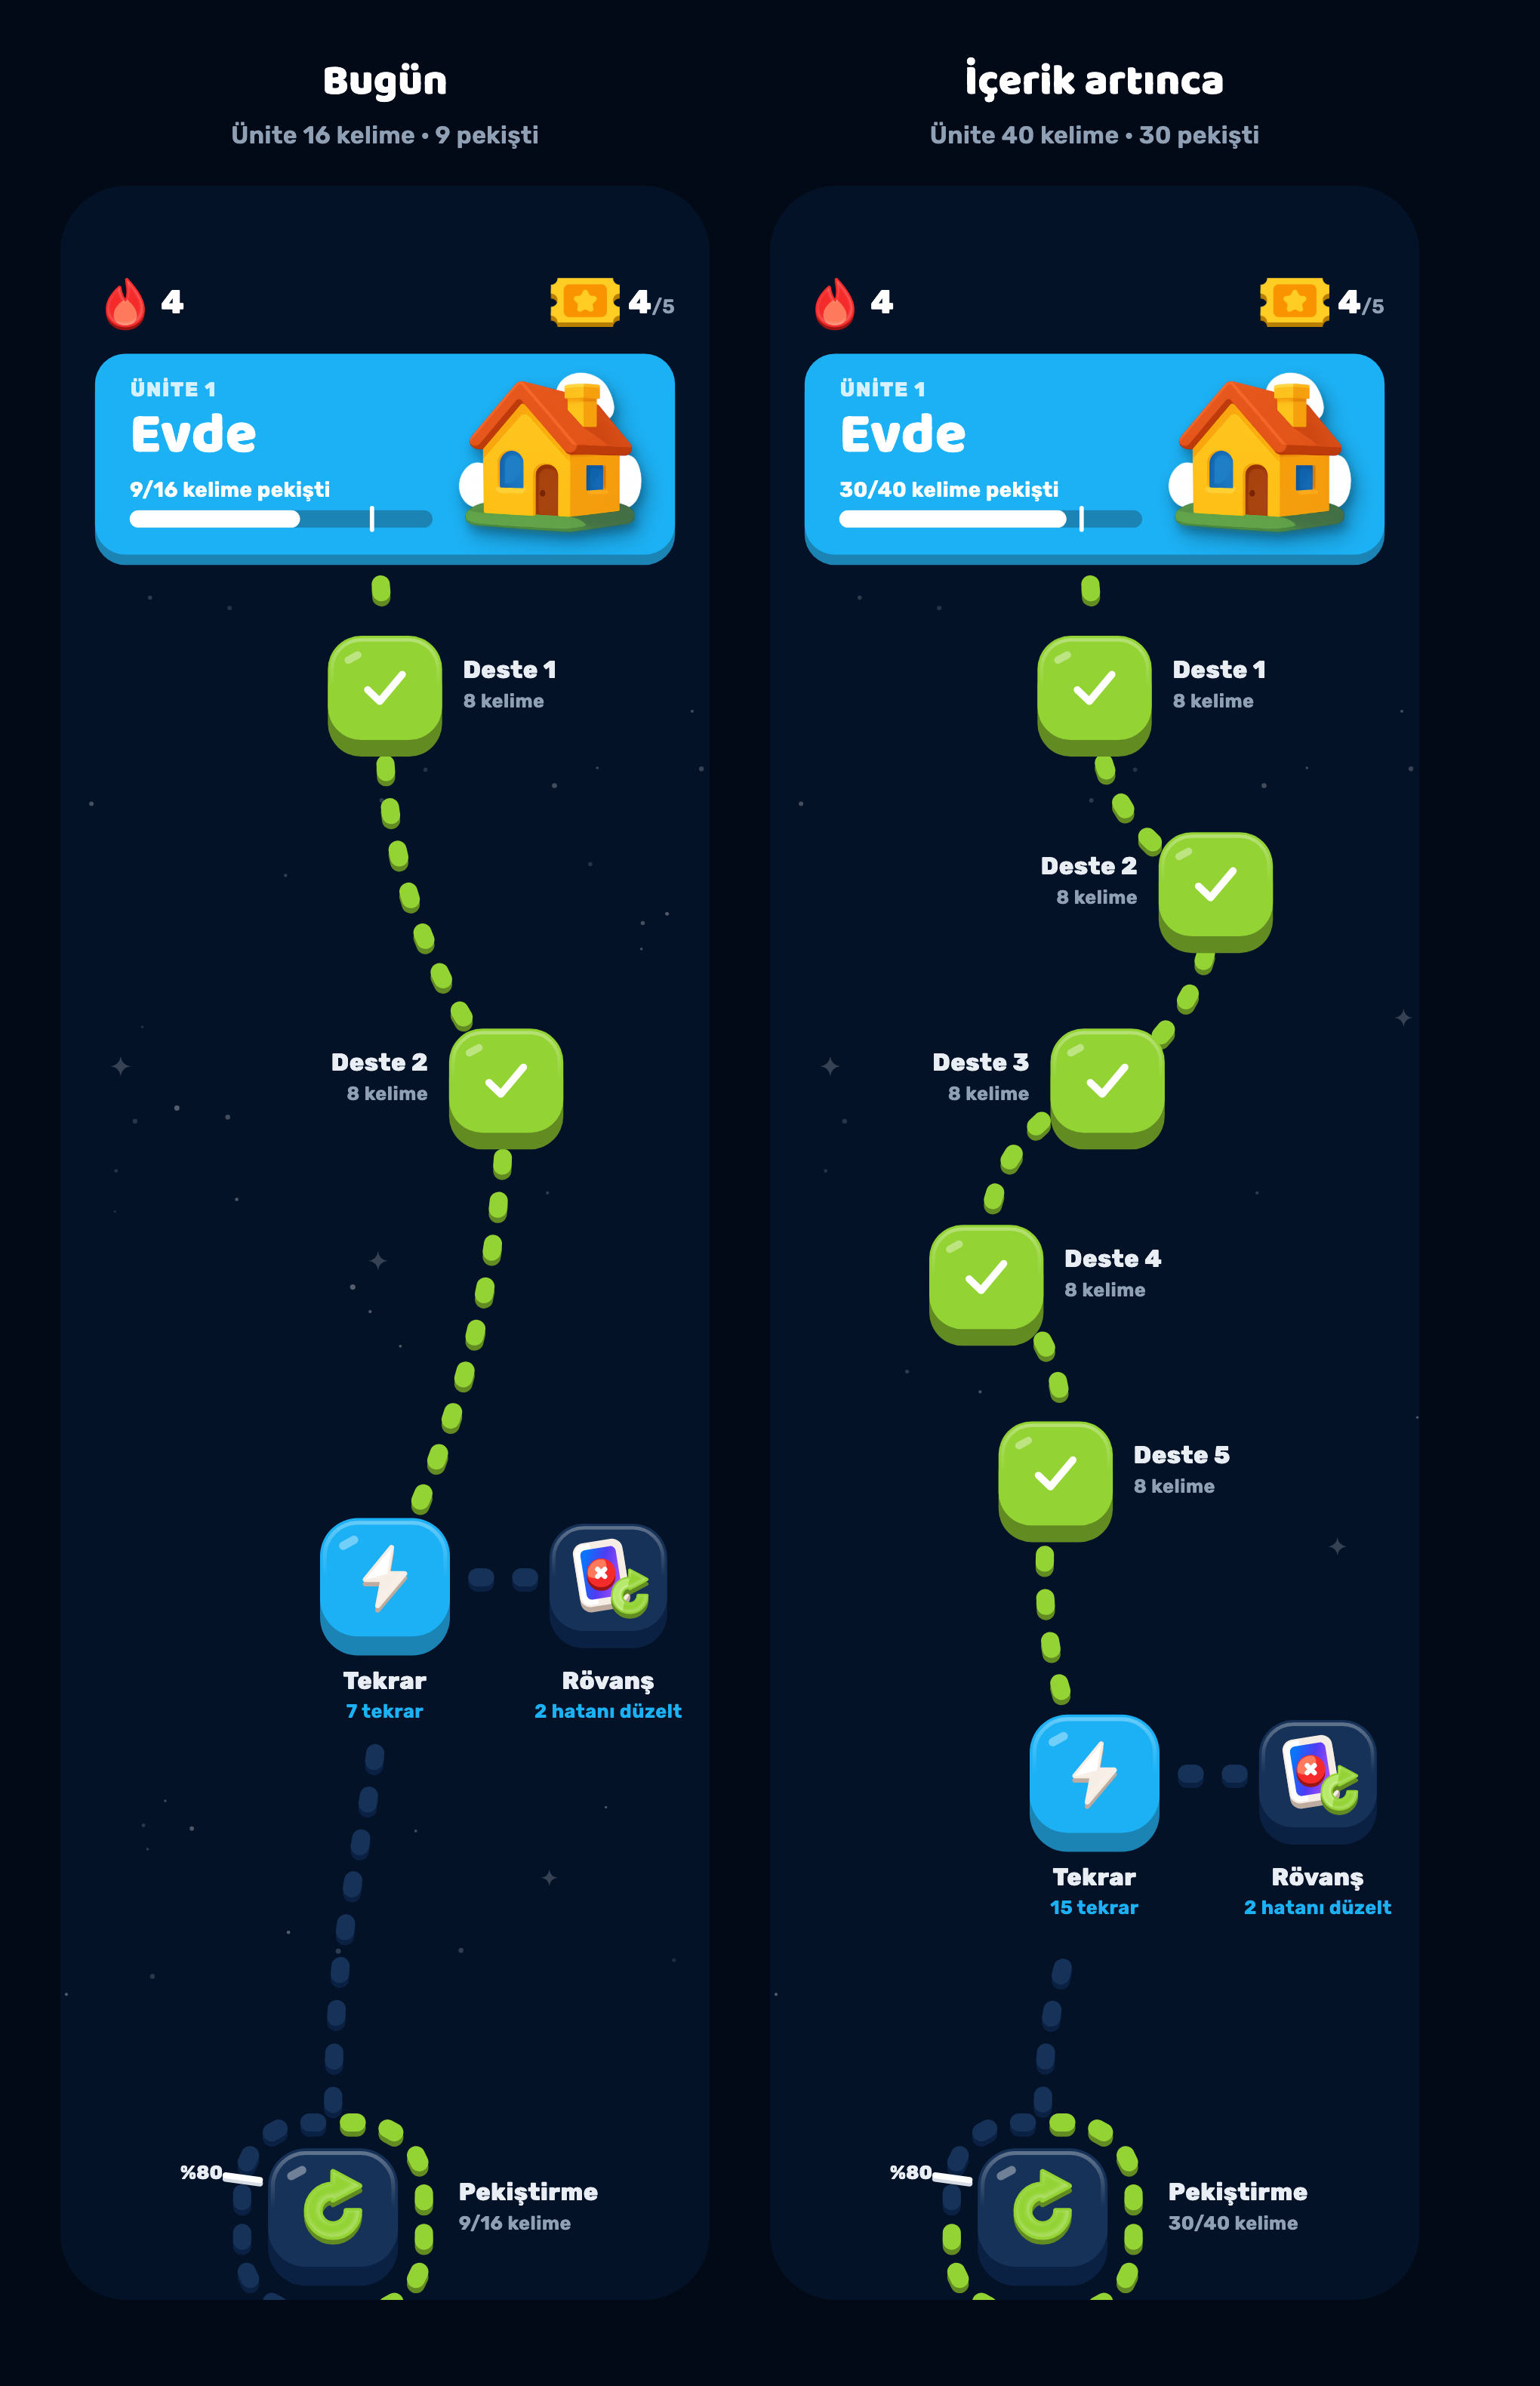 Bugün
Ünite 16 kelime • 9 pekişti
4
4/5
ÜNİTE 1
Evde
9/16 kelime pekişti
Deste 1
8 kelime
Deste 2
8 kelime
Tekrar
7 tekrar
Rövanş
2 hatanı düzelt
%80
Pekiştirme
9/16 kelime
İçerik artınca
Ünite 40 kelime • 30 pekişti
4
4/5
ÜNİTE 1
Evde
30/40 kelime pekişti
Deste 1
8 kelime
Deste 2
8 kelime
Deste 3
8 kelime
Deste 4
8 kelime
Deste 5
8 kelime
Tekrar
15 tekrar
Rövanş
2 hatanı düzelt
%80
Pekiştirme
30/40 kelime